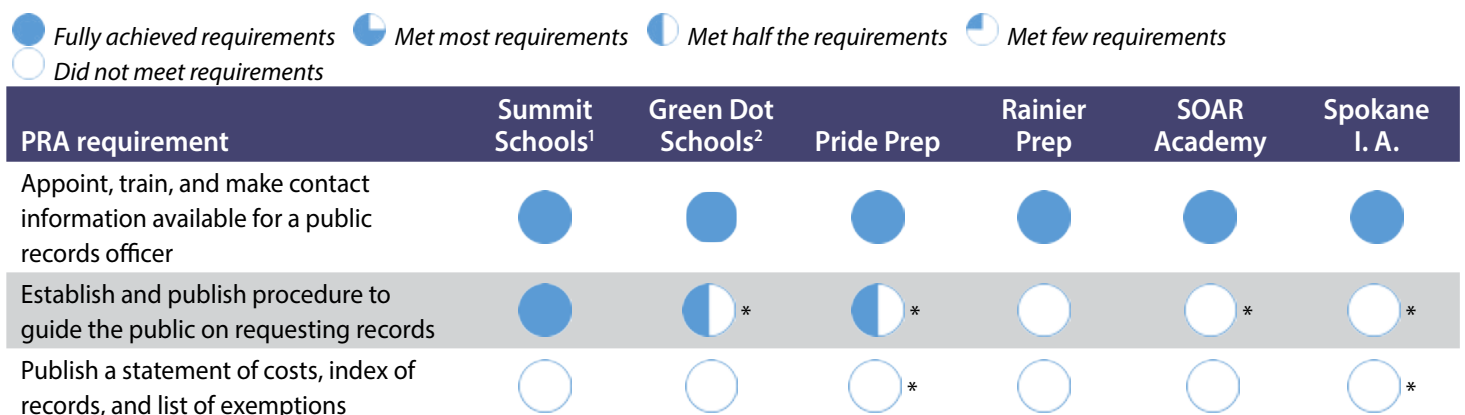 Fully achieved requirements Met most requirements Met half the requirements Met few requirements
Did not meet requirements
PRA requirement Summit Schools¹ Green Dot Schools² Pride Prep Rainier Prep SOAR Academy Spokane I. A.
Appoint, train, and make contact
information available for a public
records officer
Establish and publish procedure to
guide the public on requesting records * * * *
Publish a statement of costs, index of
records, and list of exemptions * *